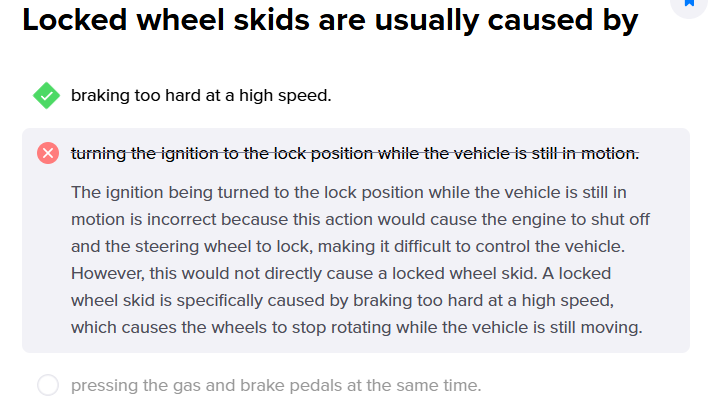 Locked wheel skids are usually caused by
braking too hard at a high speed.
turning the ignition to the lock position while the vehicle is still in motion.
The ignition being turned to the lock position while the vehicle is still in
motion is incorrect because this action would cause the engine to shut off
and the steering wheel to lock, making it difficult to control the vehicle.
However, this would not directly cause a locked wheel skid. A locked
wheel skid is specifically caused by braking too hard at a high speed,
which causes the wheels to stop rotating while the vehicle is still moving.
pressing the gas and brake pedals at the same time.